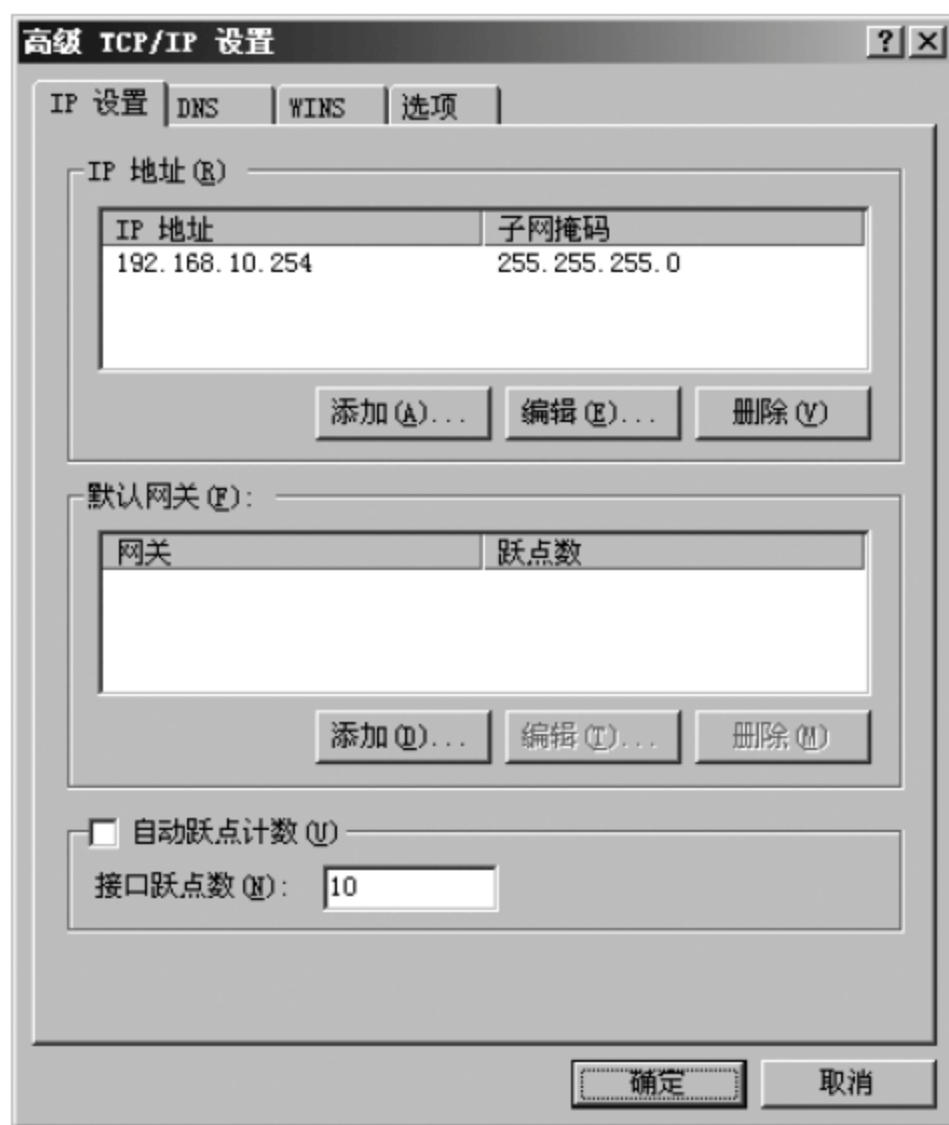 高级 TCP/IP 设置
IP 设置 DNS WINS 选项
IP 地址(R)
IP 地址 子网掩码
192.168.10.254 255.255.255.0
添加(A)... 编辑(E)... 删除(V)
默认网关(F):
网关 跃点数
添加(D)... 编辑(T)... 删除(M)
自动跃点计数(U)
接口跃点数(N): 10
确定 取消